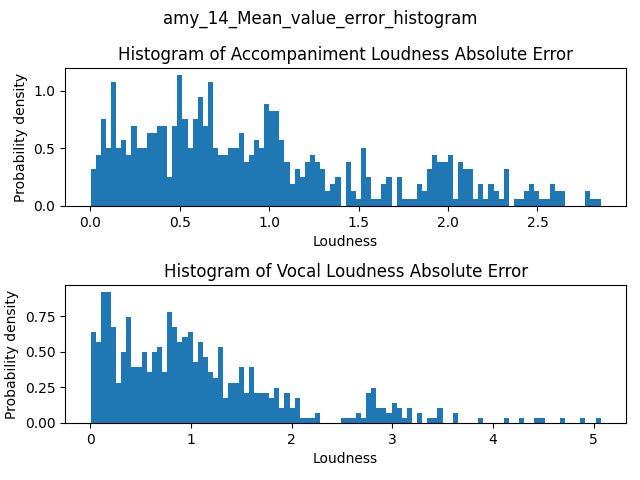 amy_14_Mean_value_error_histogram
Histogram of Accompaniment Loudness Absolute Error
Probability density
1.0
0.5
0.0
0.0 0.5 1.0 1.5 2.0 2.5
Loudness
Histogram of Vocal Loudness Absolute Error
Probability density
0.75
0.50
0.25
0.00
0 1 2 3 4 5
Loudness